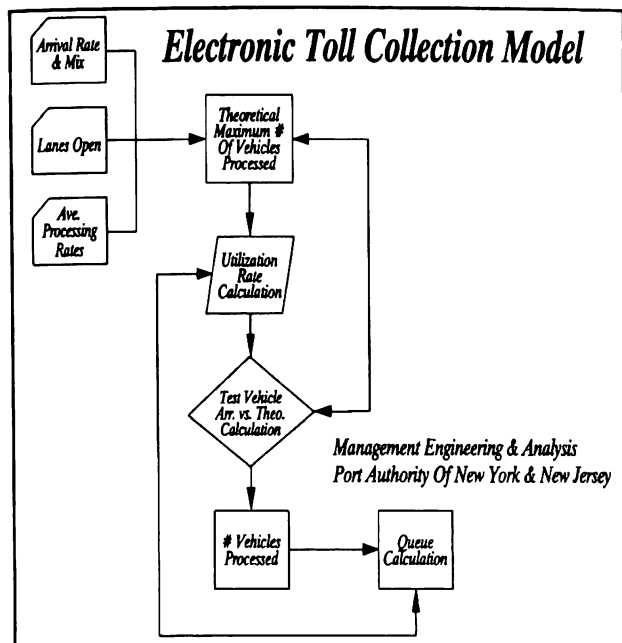 Electronic Toll Collection Model
Arrival Rate
& Mix
Lanes Open
Ave.
Processing
Rates
Theoretical
Maximum #
Of Vehicles
Processed
Utilization
Rate
Calculation
Test Vehicle
Arr. vs. Theo.
Calculation
Management Engineering & Analysis
Port Authority Of New York & New Jersey
# Vehicles
Processed
Queue
Calculation